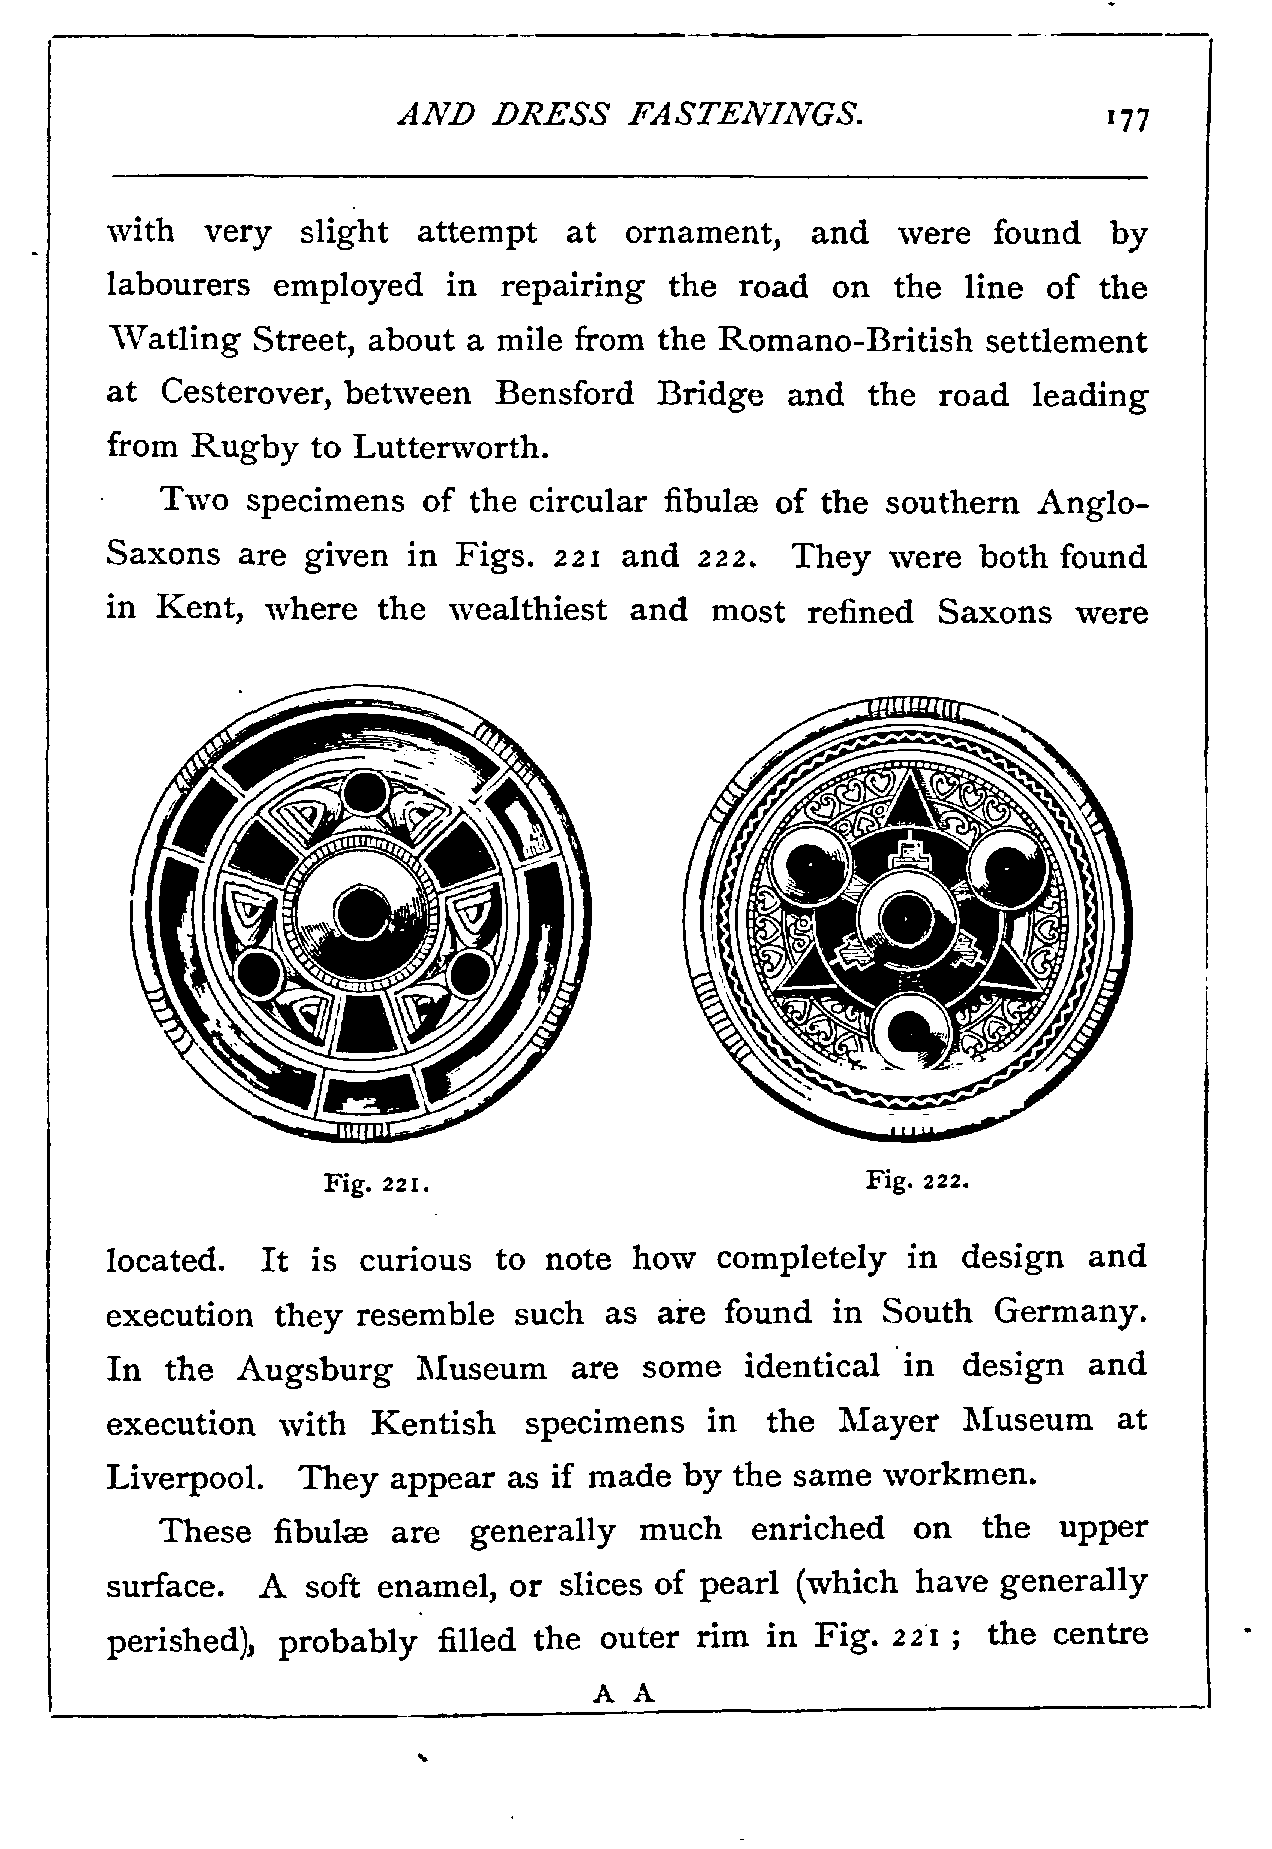 AND DRESS FASTENINGS. 177
with very slight attempt at ornament, and were found by
labourers employed in repairing the road on the line of the
Watling Street, about a mile from the Romano-British settlement
at Cesterover, between Bensford Bridge and the road leading
from Rugby to Lutterworth.
Two specimens of the circular fibulæ of the southern Anglo-
Saxons are given in Figs. 221 and 222. They were both found
in Kent, where the wealthiest and most refined Saxons were
Fig. 221. Fig. 222.
located. It is curious to note how completely in design and
execution they resemble such as are found in South Germany.
In the Augsburg Museum are some identical in design and
execution with Kentish specimens in the Mayer Museum at
Liverpool. They appear as if made by the same workmen.
These fibulæ are generally much enriched on the upper
surface. A soft enamel, or slices of pearl (which have generally
perished), probably filled the outer rim in Fig. 221 ; the centre
A A